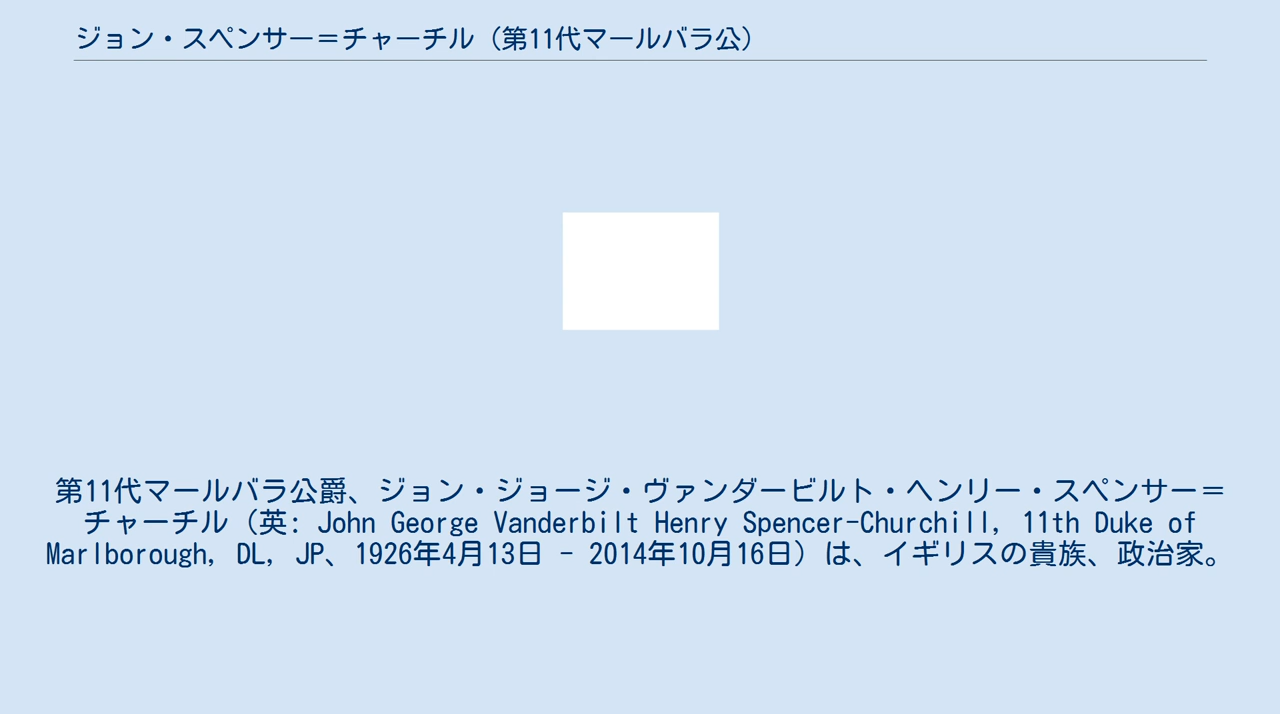 ジョン・スペンサー＝チャーチル（第11代マールバラ公）
第11代マールバラ公爵、ジョン・ジョージ・ヴァンダービルト・ヘンリー・スペンサー＝
チャーチル（英: John George Vanderbilt Henry Spencer-Churchill, 11th Duke of
Marlborough, DL, JP、1926年4月13日 - 2014年10月16日）は、イギリスの貴族、政治家。